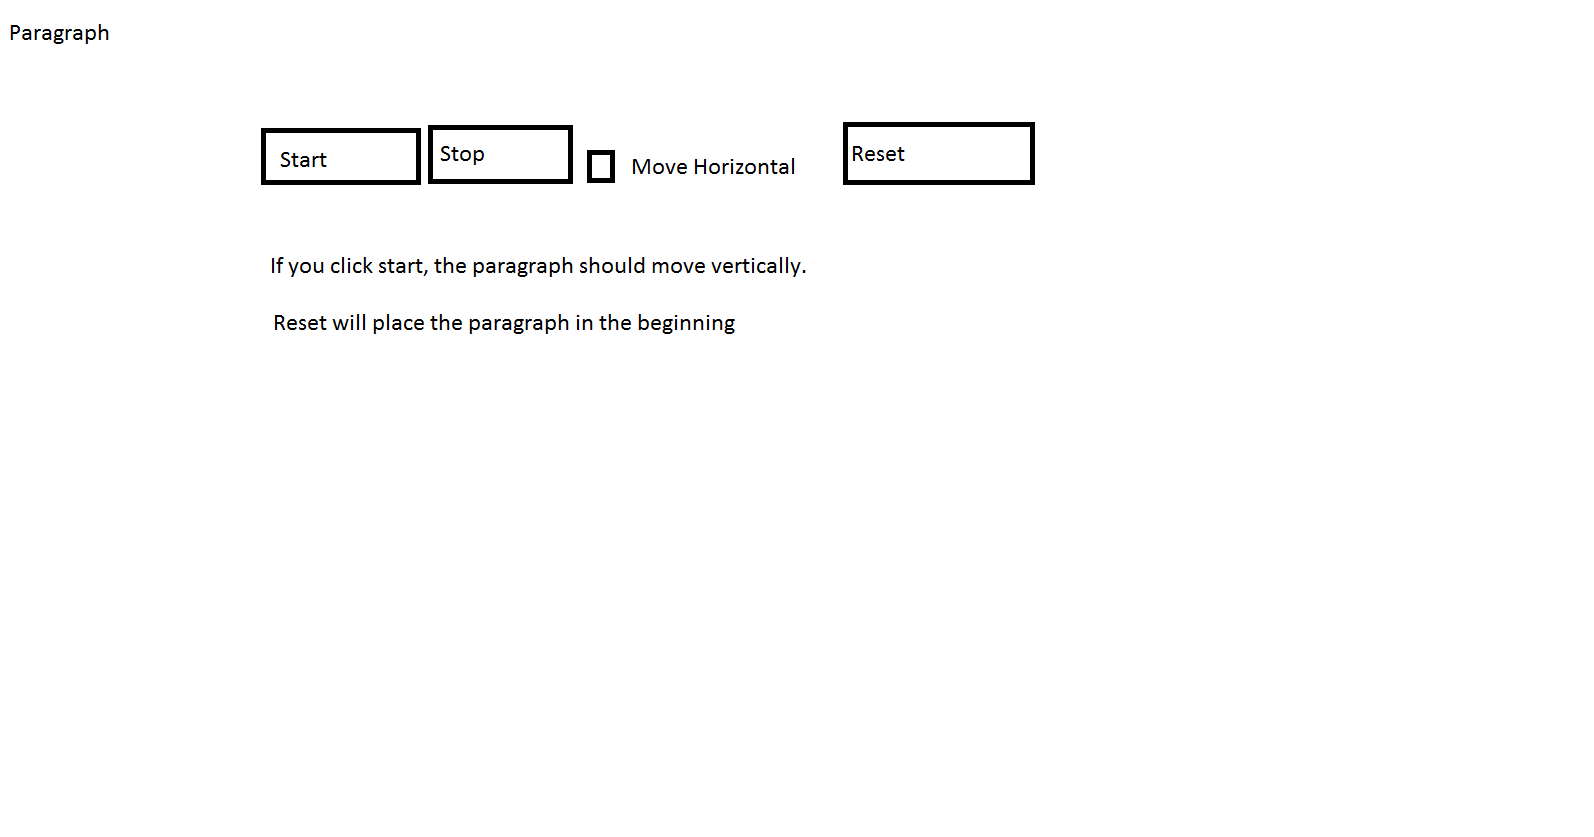 Paragraph
Start
Stop
Move Horizontal
Reset
If you click start, the paragraph should move vertically.
Reset will place the paragraph in the beginning